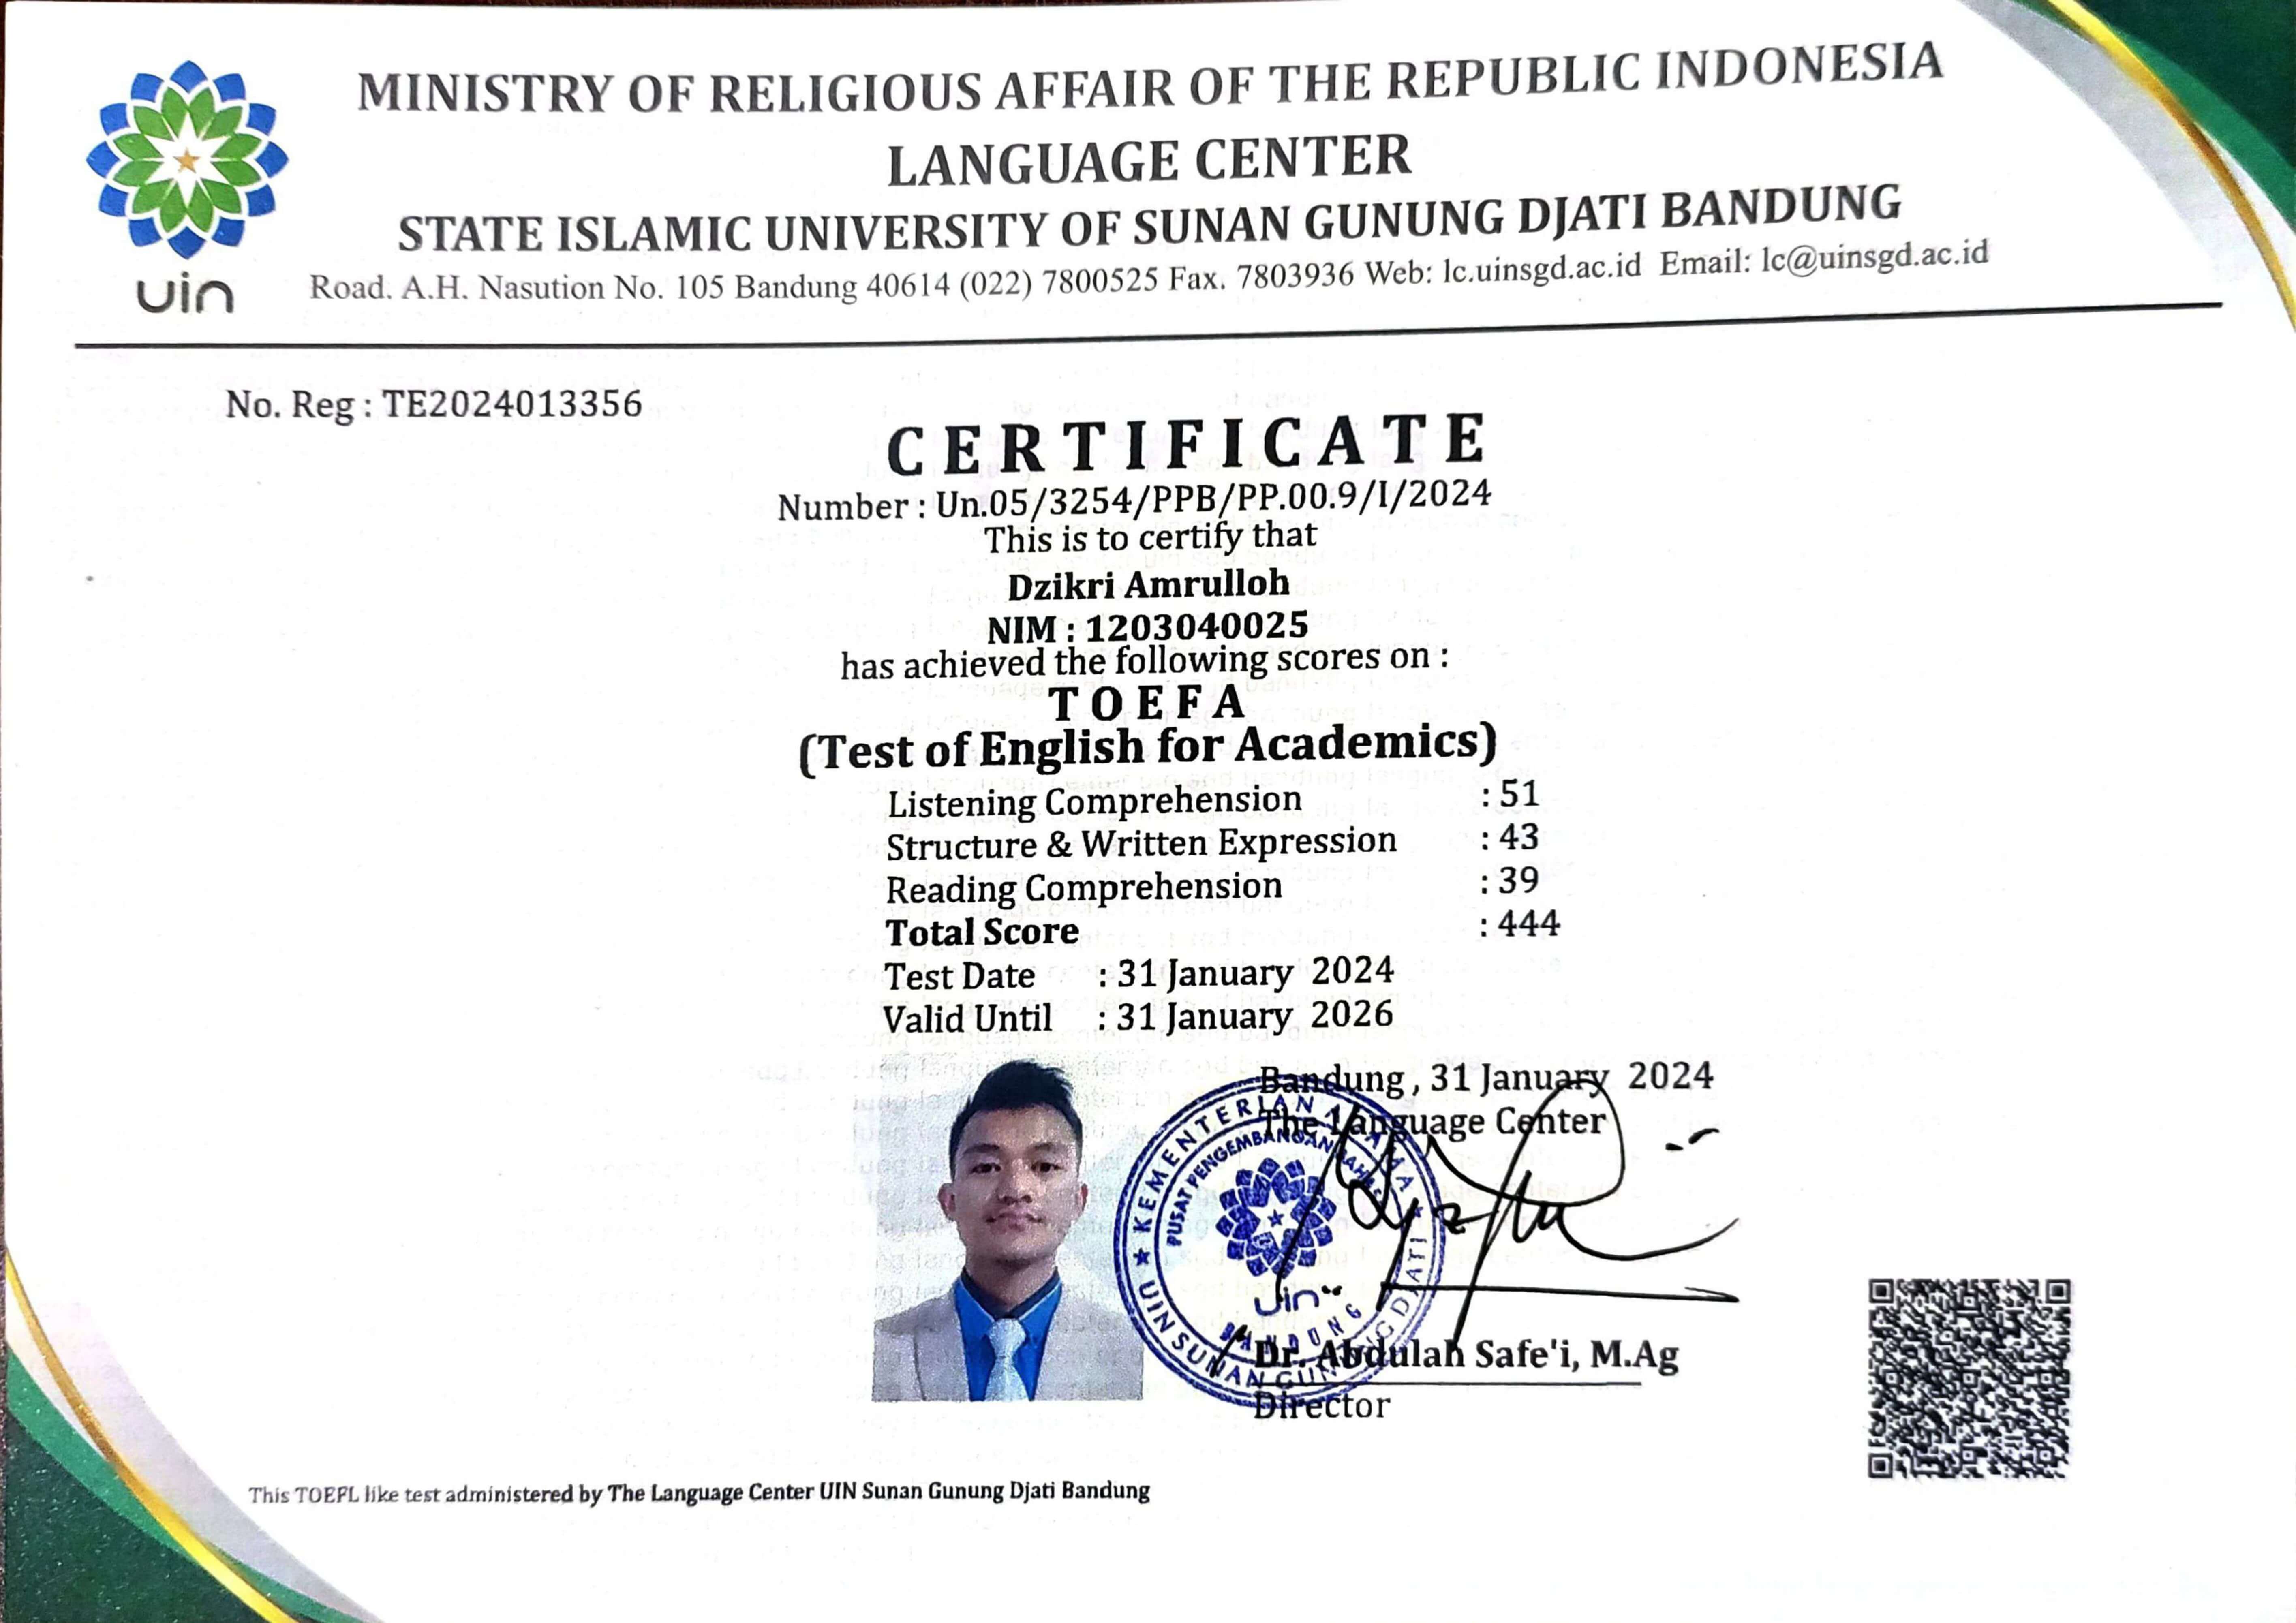 MINISTRY OF RELIGIOUS AFFAIR OF THE REPUBLIC INDONESIA
LANGUAGE CENTER
STATE ISLAMIC UNIVERSITY OF SUNAN GUNUNG DJATI BANDUNG
Road. A.H. Nasution No. 105 Bandung 40614 (022) 7800525 Fax. 7803936 Web: lc.uinsgd.ac.id Email: lc@uinsgd.ac.id
uin
No. Reg : TE2024013356
CERTIFICATE
Number : Un.05/3254/PPB/PP.00.9/I/2024
This is to certify that
Dzikri Amrulloh
NIM : 1203040025
has achieved the following scores on :
TOEFA
(Test of English for Academics)
Listening Comprehension : 51
Structure & Written Expression : 43
Reading Comprehension : 39
Total Score : 444
Test Date : 31 January 2024
Valid Until : 31 January 2026
Bandung, 31 January 2024
The Language Center
KEMENTERIAN AGAMA
UIN SUNAN GUNUNG DJATI
PUSAT PENGEMBANGAN BAHASA
uin
BANDUNG
Dr. Abdulah Safe'i, M.Ag
Director
This TOEFL like test administered by The Language Center UIN Sunan Gunung Djati Bandung